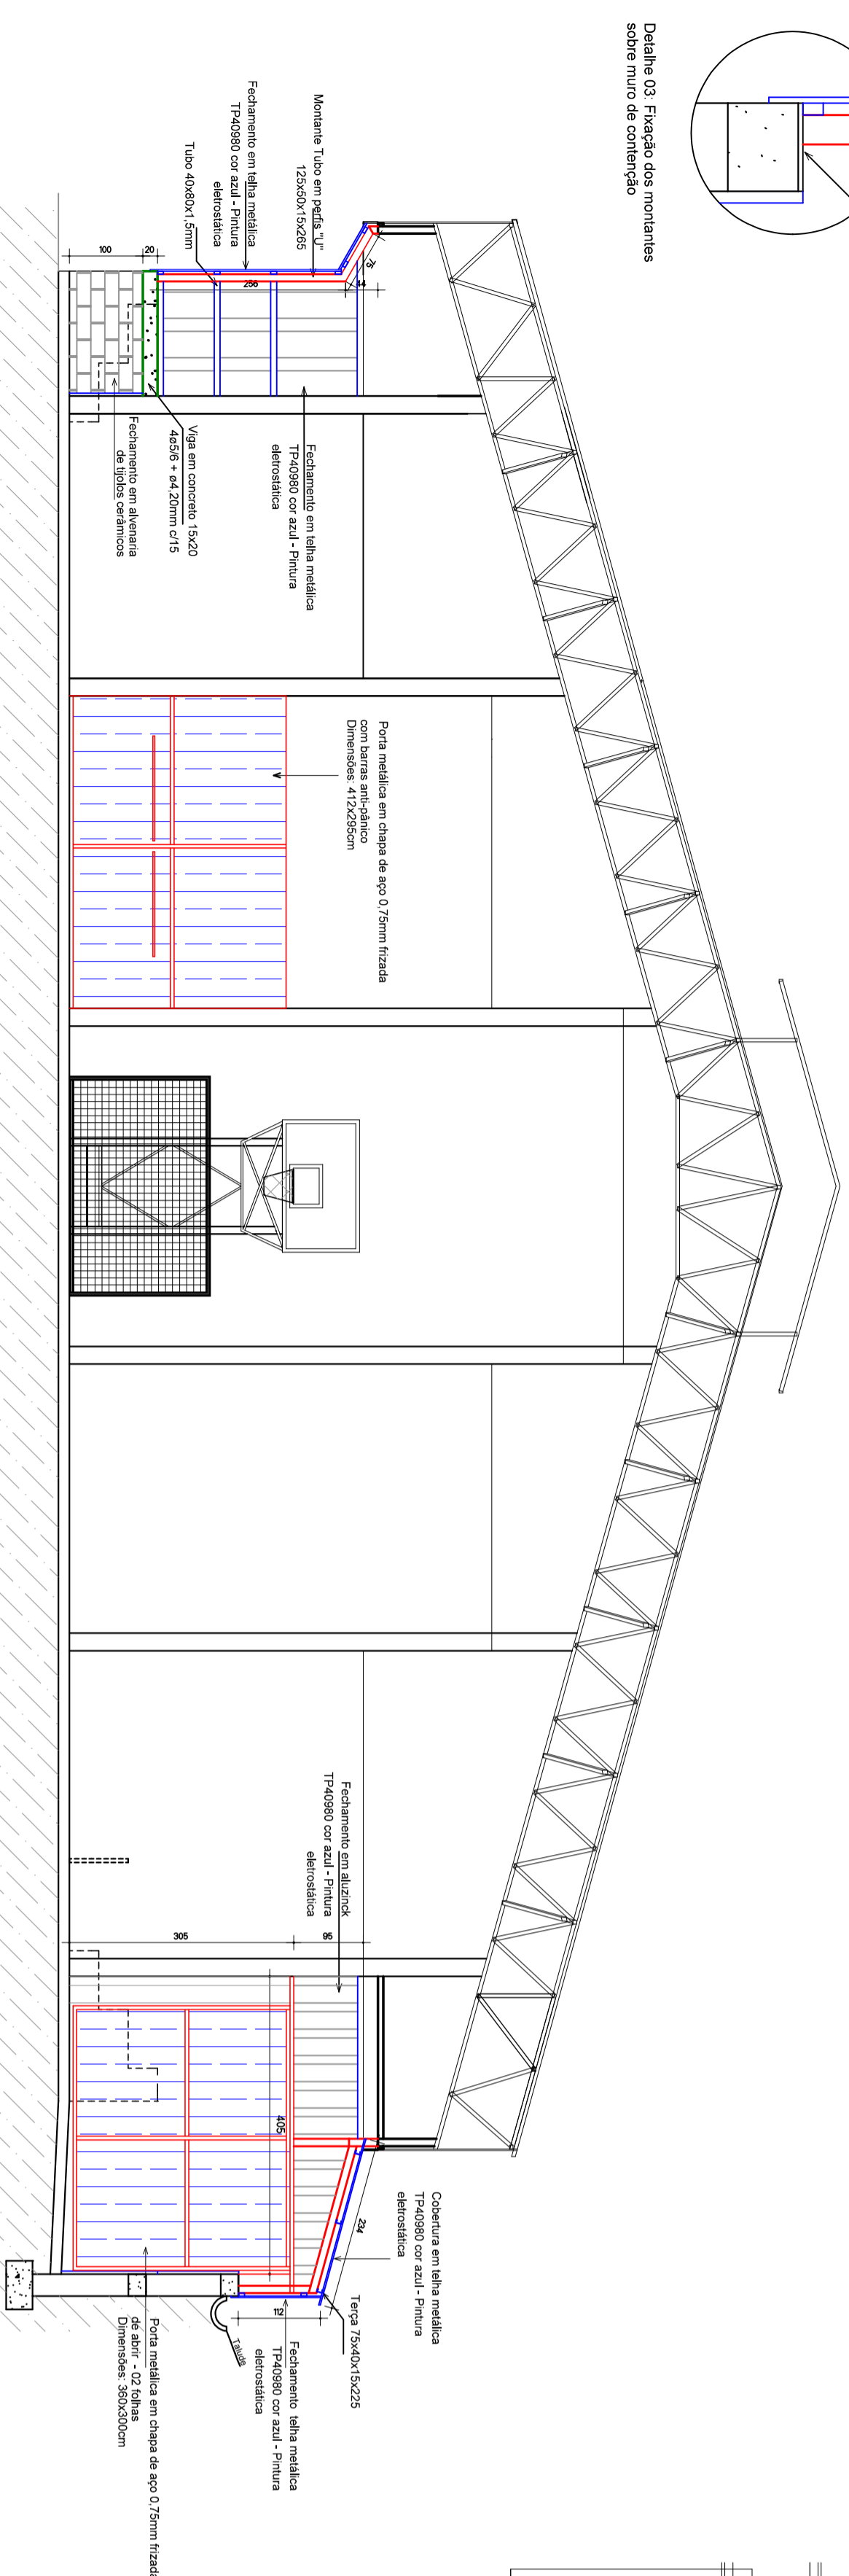 Detalhe 03: Fixação dos montantes
sobre muro de contenção
Montante Tubo em perfis "U"
125x50x15x265
Fechamento em telha metálica
TP40980 cor azul - Pintura
eletrostática
Tubo 40x80x1,5mm
100
20
256
44
75
Fechamento em telha metálica
TP40980 cor azul - Pintura
eletrostática
Viga em concreto 15x20
4ø5/6 + ø4,20mm c/15
Fechamento em alvenaria
de tijolos cerâmicos
Porta metálica em chapa de aço 0,75mm frizada
com barras anti-pânico
Dimensões: 412x295cm
Fechamento em aluzinck
TP40980 cor azul - Pintura
eletrostática
305
95
405
234
112
Cobertura em telha metálica
TP40980 cor azul - Pintura
eletrostática
Terça 75x40x15x225
Fechamento telha metálica
TP40980 cor azul - Pintura
eletrostática
Talude
Porta metálica em chapa de aço 0,75mm frizada
de abrir - 02 folhas
Dimensões: 360x300cm